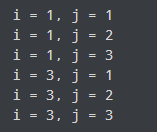 i = 1, j = 1
i = 1, j = 2
i = 1, j = 3
i = 3, j = 1
i = 3, j = 2
i = 3, j = 3